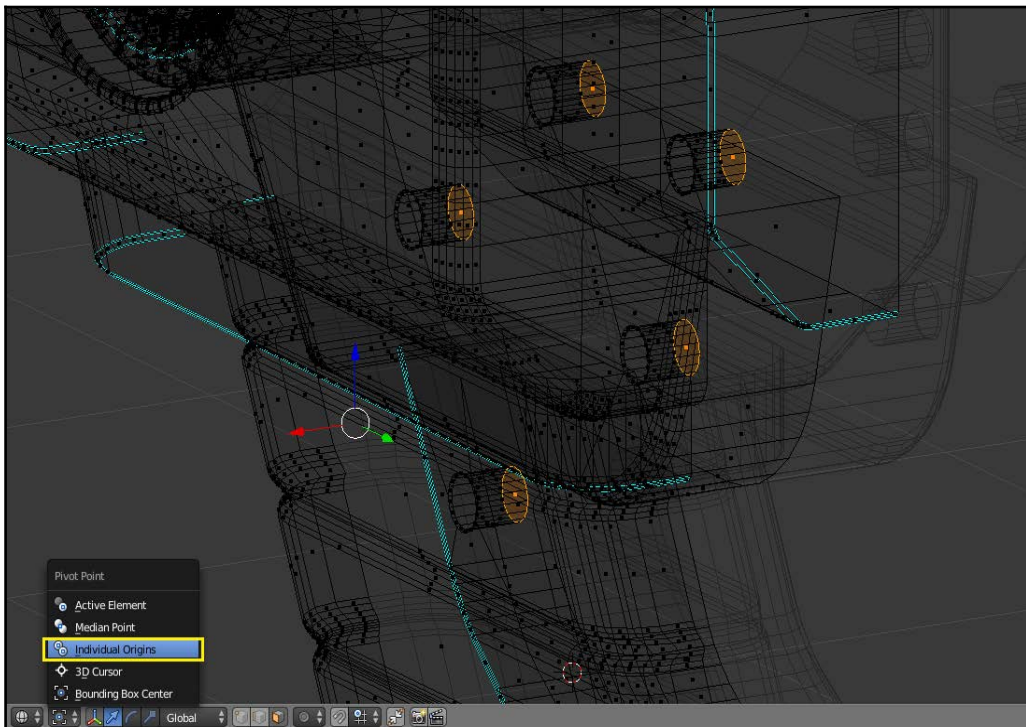 Pivot Point
Active Element
Median Point
Individual Origins
3D Cursor
Bounding Box Center
Global